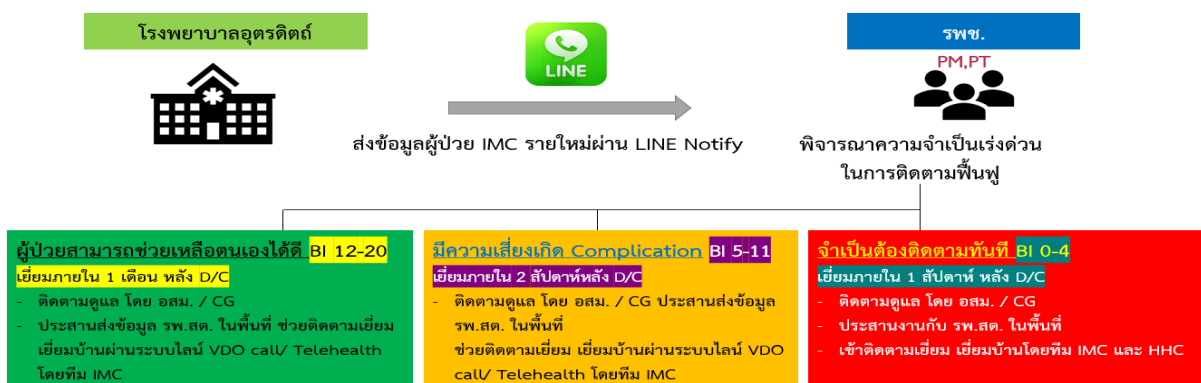 โรงพยาบาลอุตรดิตถ์
LINE
ส่งข้อมูลผู้ป่วย IMC รายใหม่ผ่าน LINE Notify
รพช.
PM,PT
พิจารณาความจำเป็นเร่งด่วน
ในการติดตามฟื้นฟู
ผู้ป่วยสามารถช่วยเหลือตนเองได้ดี BI 12-20
เยี่ยมภายใน 1 เดือน หลัง D/C
- ติดตามดูแล โดย อสม. / CG
- ประสานส่งข้อมูล รพ.สต. ในพื้นที่ ช่วยติดตามเยี่ยม
เยี่ยมบ้านผ่านระบบไลน์ VDO call/ Telehealth
โดยทีม IMC
มีความเสี่ยงเกิด Complication BI 5-11
เยี่ยมภายใน 2 สัปดาห์หลัง D/C
- ติดตามดูแล โดย อสม. / CG ประสานส่งข้อมูล
รพ.สต. ในพื้นที่
ช่วยติดตามเยี่ยม เยี่ยมบ้านผ่านระบบไลน์ VDO
call/ Telehealth โดยทีม IMC
จำเป็นต้องติดตามทันที BI 0-4
เยี่ยมภายใน 1 สัปดาห์ หลัง D/C
- ติดตามดูแล โดย อสม. / CG
- ประสานงานกับ รพ.สต. ในพื้นที่
- เข้าติดตามเยี่ยม เยี่ยมบ้านโดยทีม IMC และ HHC